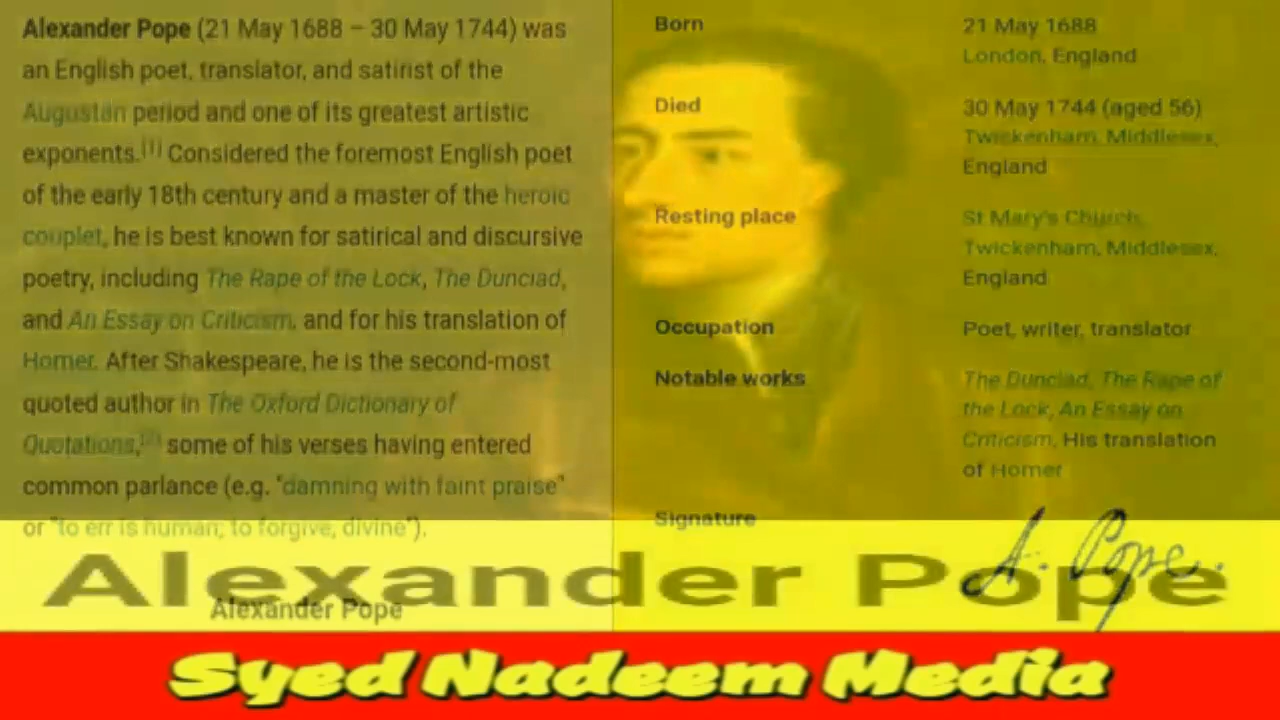 Alexander Pope (21 May 1688 – 30 May 1744) was
an English poet, translator, and satirist of the
Augustan period and one of its greatest artistic
exponents.[1] Considered the foremost English poet
of the early 18th century and a master of the heroic
couplet, he is best known for satirical and discursive
poetry, including The Rape of the Lock, The Dunciad,
and An Essay on Criticism, and for his translation of
Homer. After Shakespeare, he is the second-most
quoted author in The Oxford Dictionary of
Quotations,[2] some of his verses having entered
common parlance (e.g. "damning with faint praise"
or "to err is human; to forgive, divine").
Born
21 May 1688
London, England
Died
30 May 1744 (aged 56)
Twickenham, Middlesex,
England
Resting place
St Mary's Church,
Twickenham, Middlesex,
England
Occupation
Poet, writer, translator
Notable works
The Dunciad, The Rape of
the Lock, An Essay on
Criticism, His translation
of Homer
Signature
A. Pope.
Alexander Pope
Alexander Pope
Syed Nadeem Media